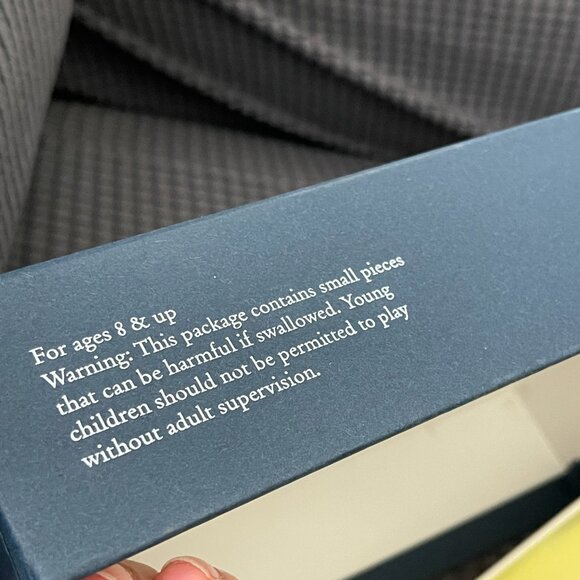 For ages 8 & up
Warning: This package contains small pieces
that can be harmful if swallowed. Young
children should not be permitted to play
without adult supervision.